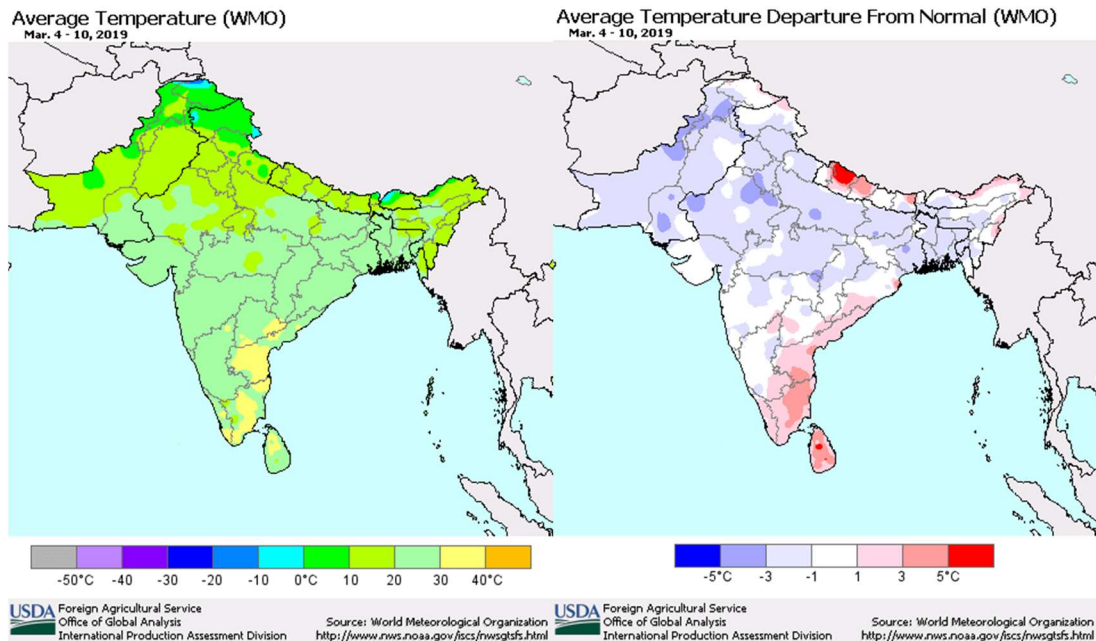 Average Temperature (WMO)
Mar. 4 - 10, 2019
-50°C -40 -30 -20 -10 0°C 10 20 30 40°C
USDA
Foreign Agricultural Service
Office of Global Analysis
International Production Assessment Division
Source: World Meteorological Organization
http://www.nws.noaa.gov/iscs/nwsgtsfs.html
Average Temperature Departure From Normal (WMO)
Mar. 4 - 10, 2019
-5°C -3 -1 1 3 5°C
USDA
Foreign Agricultural Service
Office of Global Analysis
International Production Assessment Division
Source: World Meteorological Organization
http://www.nws.noaa.gov/iscs/nwsgtsfs.html